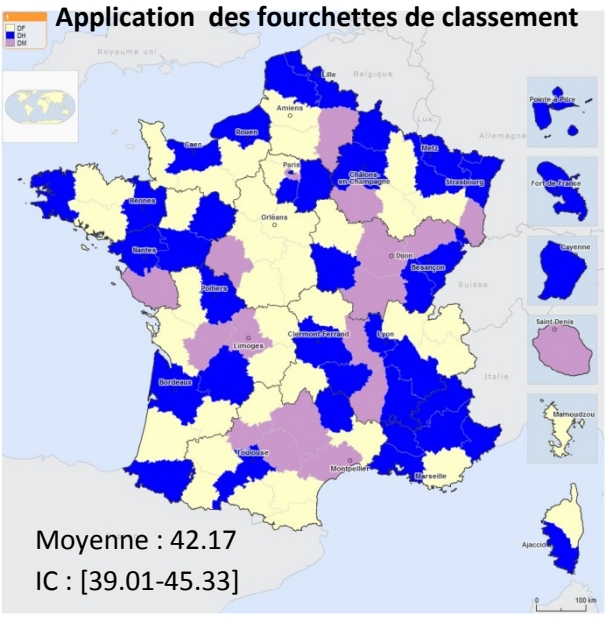 Application des fourchettes de classement
1
DF
DH
DM
Royaume uni
Belgique
Lille
Amiens
Rouen
Lux.
Allemagne
Caen
Metz
Paris
Châlons
en-Champagne
Strasbourg
Rennes
Orléans
Nantes
Dijon
Besançon
Poitiers
Suisse
Limoges
Clermont-Ferrand
Lyon
Italie
Bordeaux
Toulouse
Montpellier
Marseille
Pointe-à-Pitre
Fort-de-France
Cayenne
Saint-Denis
Mamoudzou
Ajaccio
Moyenne : 42.17
IC : [39.01-45.33]
0 100 km